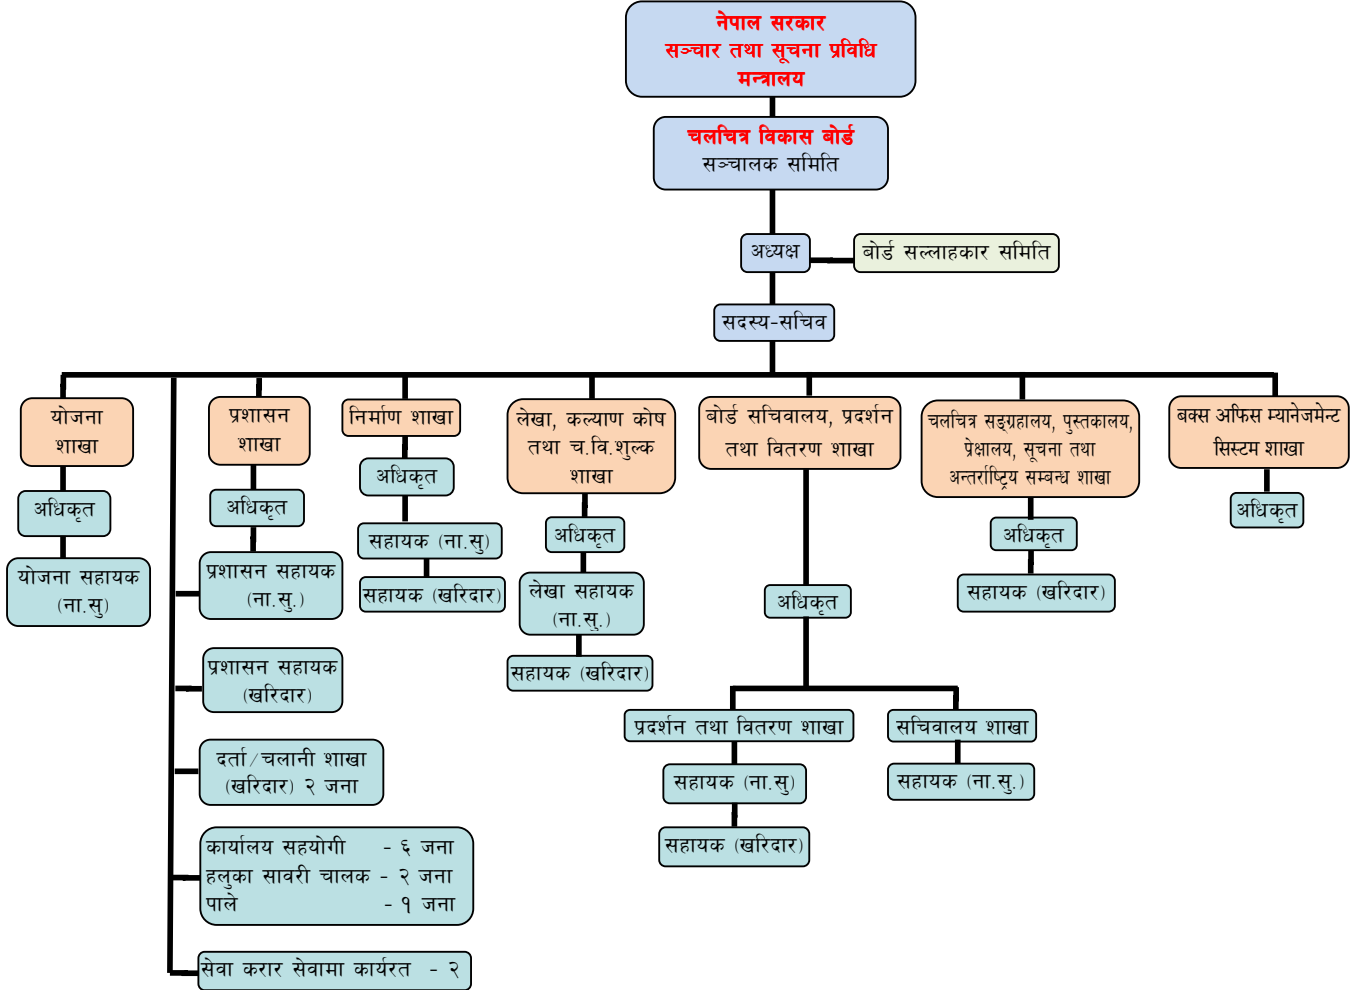 नेपाल सरकार
सञ्चार तथा सूचना प्रविधि
मन्त्रालय
चलचित्र विकास बोर्ड
सञ्चालक समिति
अध्यक्ष
बोर्ड सल्लाहकार समिति
सदस्य-सचिव
योजना
शाखा
अधिकृत
योजना सहायक
(ना.सु)
प्रशासन
शाखा
अधिकृत
प्रशासन सहायक
(ना.सु.)
प्रशासन सहायक
(खरिदार)
दर्ता/चलानी शाखा
(खरिदार) २ जना
कार्यालय सहयोगी - ६ जना
हलुका सावरी चालक - २ जना
पाले - १ जना
सेवा करार सेवामा कार्यरत - २
निर्माण शाखा
अधिकृत
सहायक (ना.सु)
सहायक (खरिदार)
लेखा, कल्याण कोष
तथा च.वि.शुल्क
शाखा
अधिकृत
लेखा सहायक
(ना.सु.)
सहायक (खरिदार)
बोर्ड सचिवालय, प्रदर्शन
तथा वितरण शाखा
अधिकृत
प्रदर्शन तथा वितरण शाखा
सहायक (ना.सु)
सहायक (खरिदार)
सचिवालय शाखा
सहायक (ना.सु.)
चलचित्र सङ्ग्रहालय, पुस्तकालय,
प्रेक्षालय, सूचना तथा
अन्तर्राष्ट्रिय सम्बन्ध शाखा
अधिकृत
सहायक (खरिदार)
बक्स अफिस म्यानेजमेन्ट
सिस्टम शाखा
अधिकृत